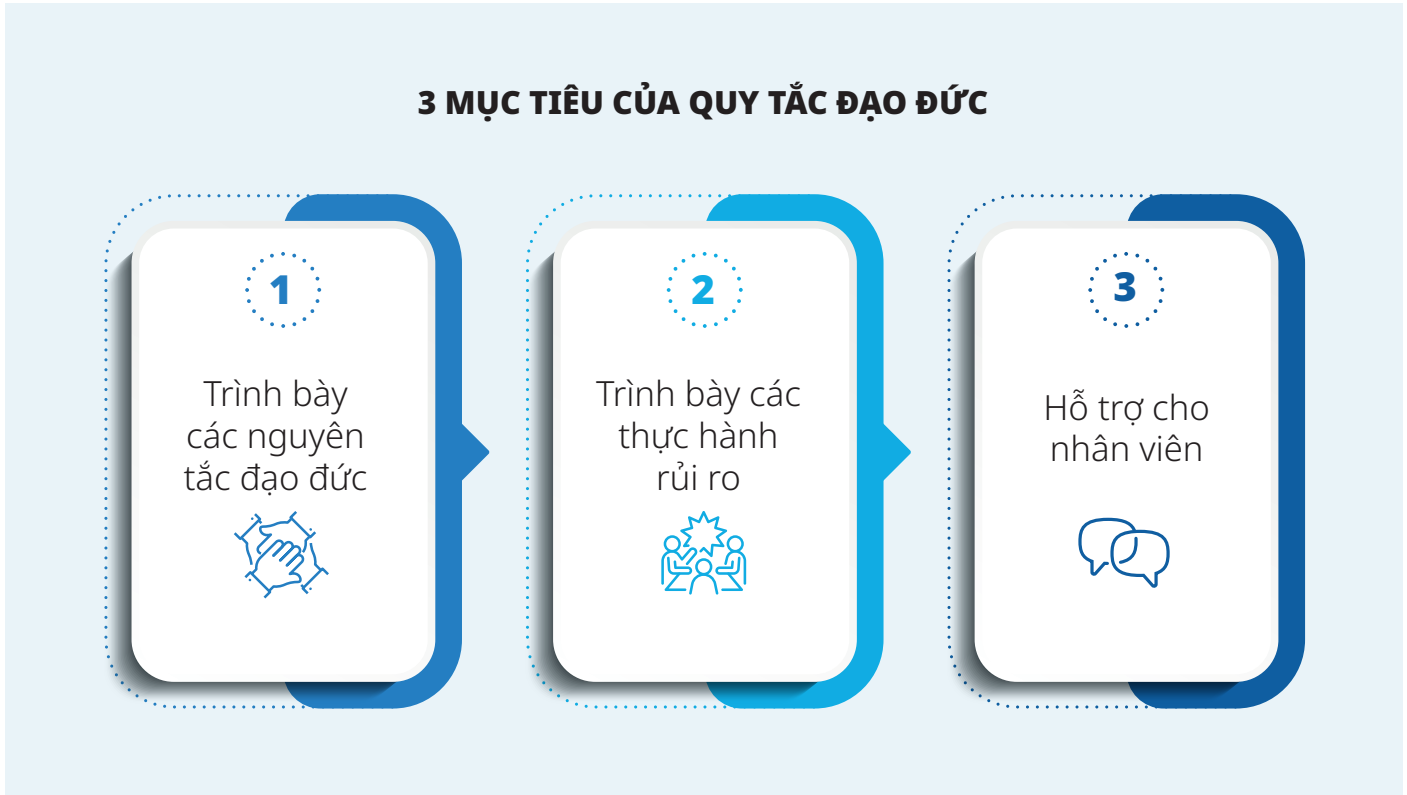 3 MỤC TIÊU CỦA QUY TẮC ĐẠO ĐỨC
1
Trình bày
các nguyên
tắc đạo đức
2
Trình bày các
thực hành
rủi ro
3
Hỗ trợ cho
nhân viên